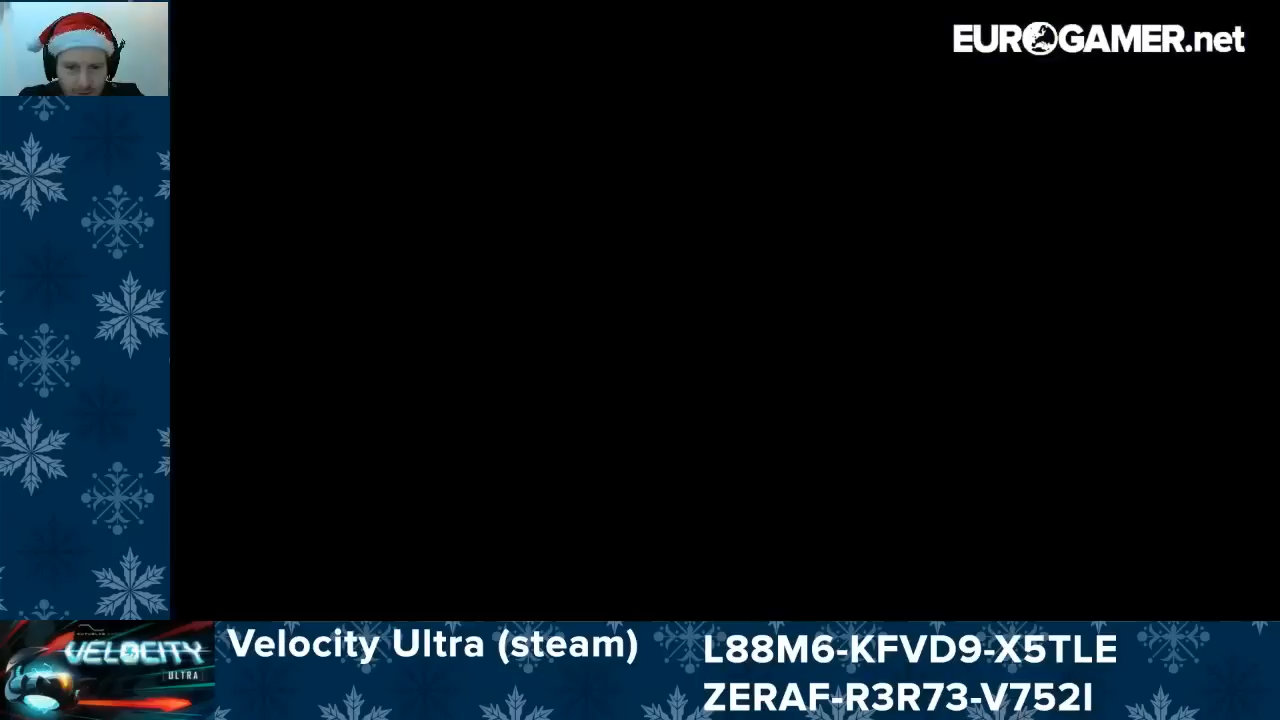 EUROGAMER.net
VELOCITY
ULTRA
Velocity Ultra (steam)
L88M6-KFVD9-X5TLE
ZERAF-R3R73-V752I